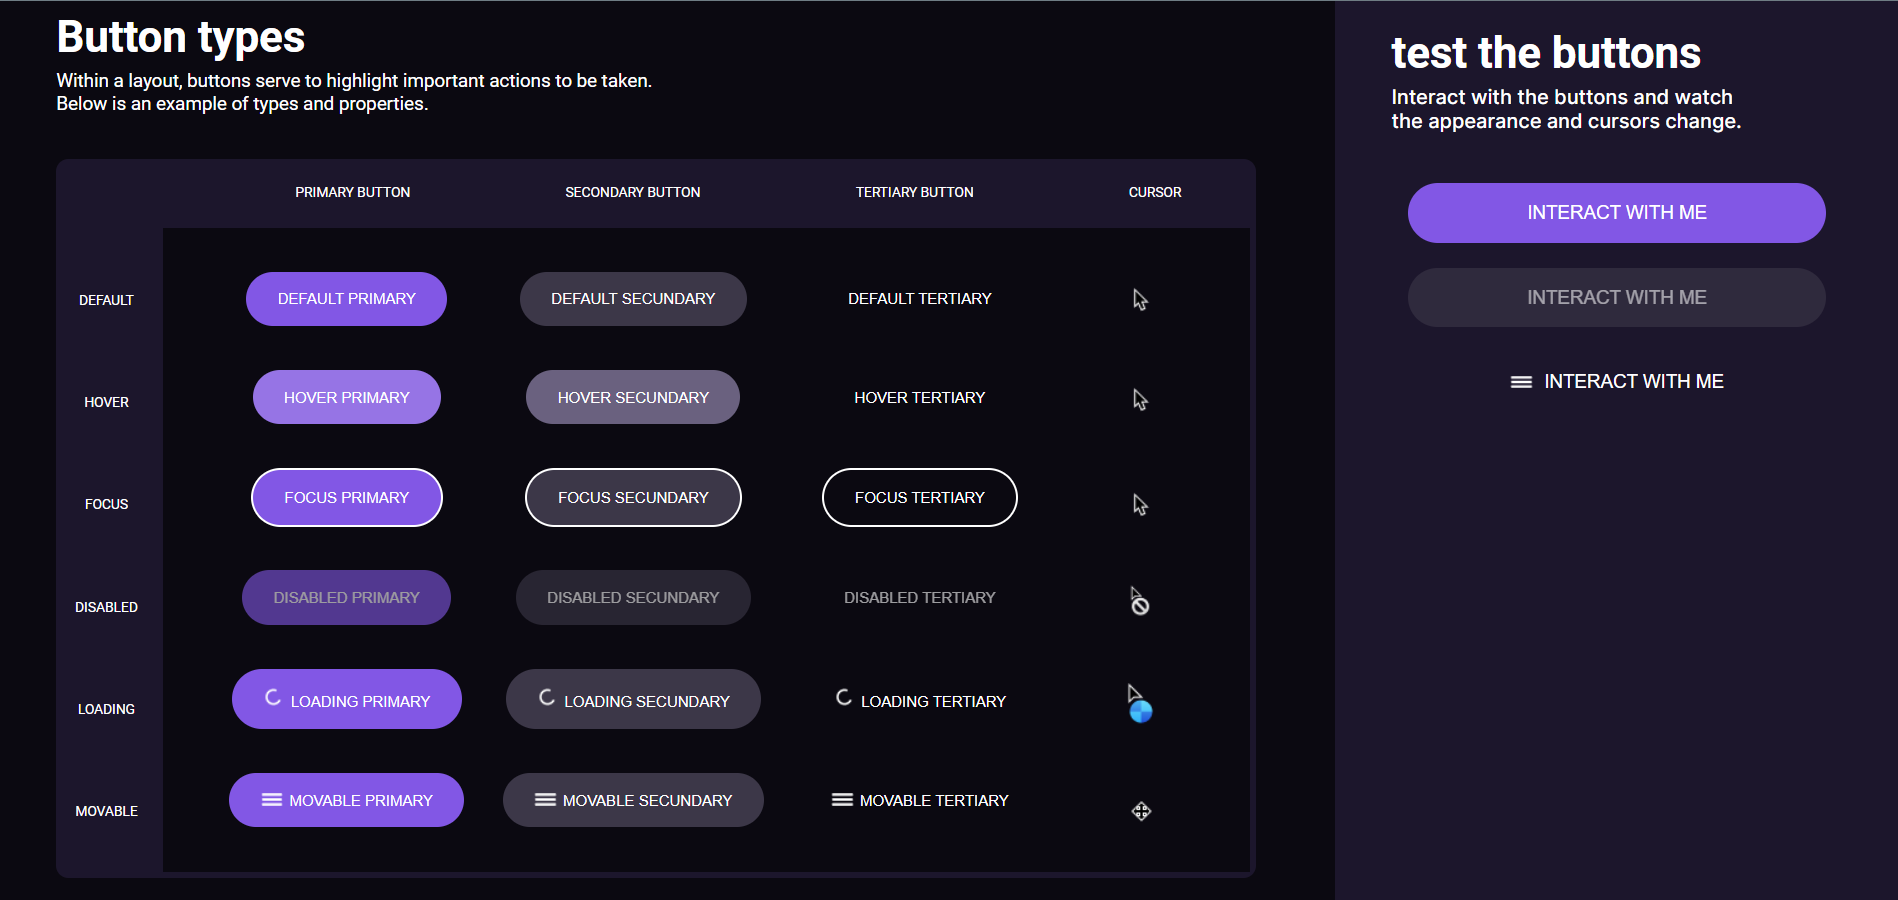 Button types
Within a layout, buttons serve to highlight important actions to be taken.
Below is an example of types and properties.
PRIMARY BUTTON SECONDARY BUTTON TERTIARY BUTTON CURSOR
DEFAULT DEFAULT PRIMARY DEFAULT SECUNDARY DEFAULT TERTIARY
HOVER HOVER PRIMARY HOVER SECUNDARY HOVER TERTIARY
FOCUS FOCUS PRIMARY FOCUS SECUNDARY FOCUS TERTIARY
DISABLED DISABLED PRIMARY DISABLED SECUNDARY DISABLED TERTIARY
LOADING LOADING PRIMARY LOADING SECUNDARY LOADING TERTIARY
MOVABLE MOVABLE PRIMARY MOVABLE SECUNDARY MOVABLE TERTIARY
test the buttons
Interact with the buttons and watch
the appearance and cursors change.
INTERACT WITH ME
INTERACT WITH ME
INTERACT WITH ME